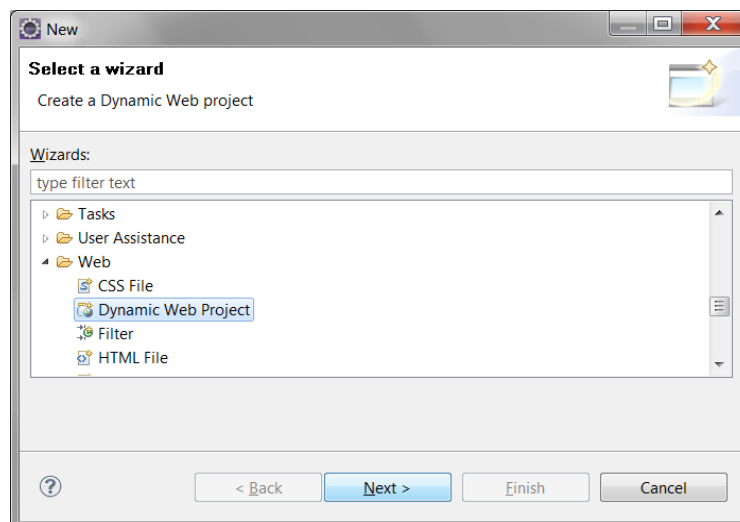 New
Select a wizard
Create a Dynamic Web project
Wizards:
type filter text
Tasks
User Assistance
Web
CSS File
Dynamic Web Project
Filter
HTML File
< Back
Next >
Finish
Cancel